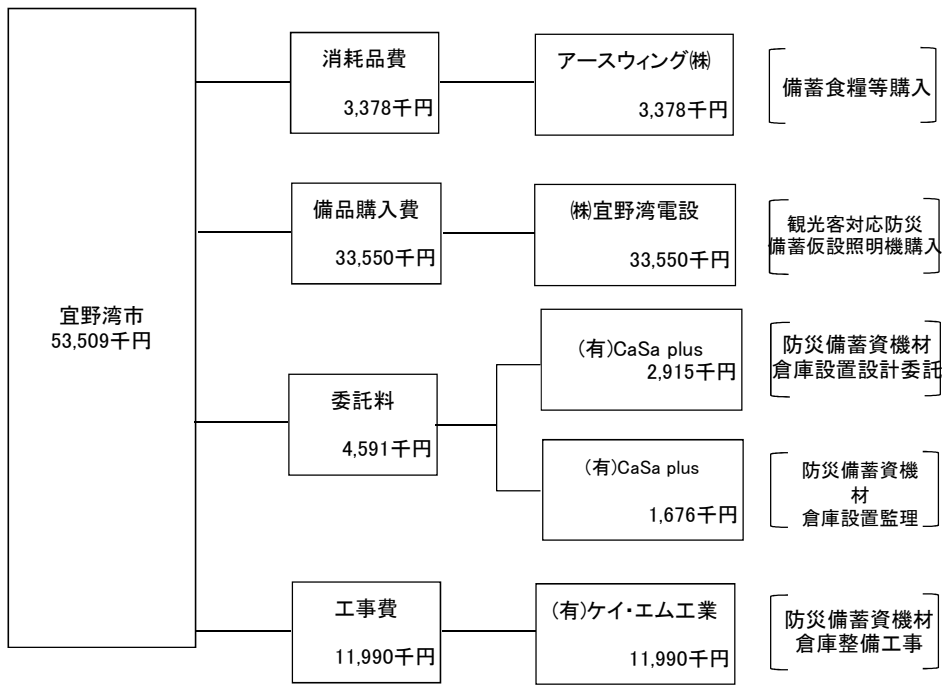 宜野湾市
53,509千円
消耗品費
3,378千円
アースウィング㈱
3,378千円
備蓄食糧等購入
備品購入費
33,550千円
㈱宜野湾電設
33,550千円
観光客対応防災
備蓄仮設照明機購入
委託料
4,591千円
(有)CaSa plus
2,915千円
防災備蓄資機材
倉庫設置設計委託
(有)CaSa plus
1,676千円
防災備蓄資機
材
倉庫設置監理
工事費
11,990千円
(有)ケイ・エム工業
11,990千円
防災備蓄資機材
倉庫整備工事